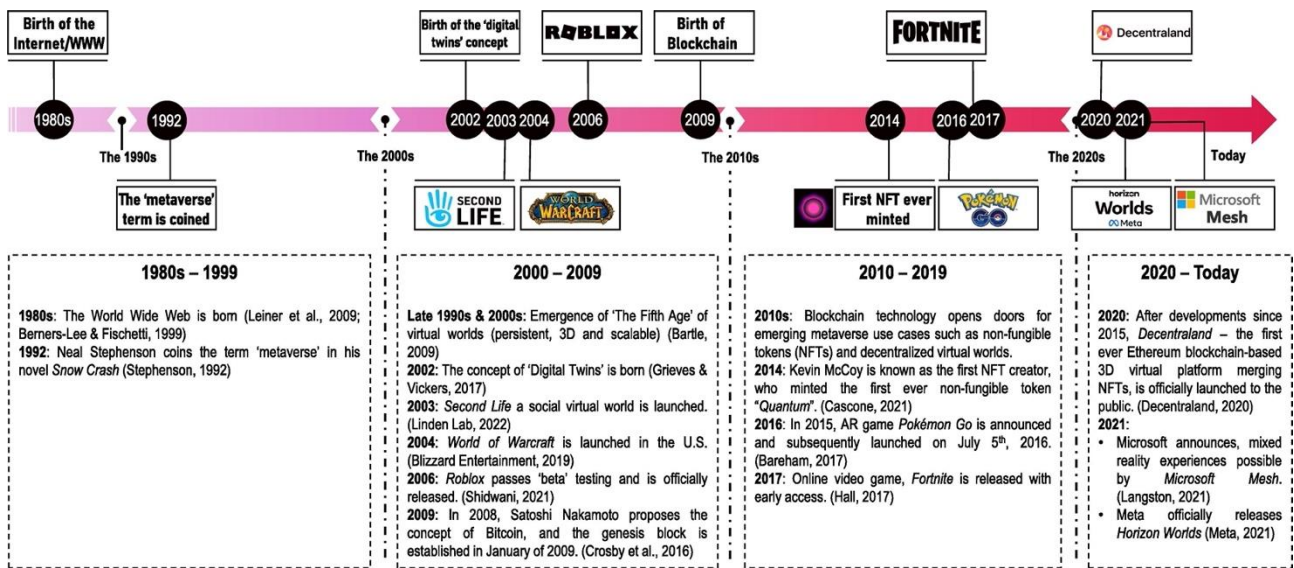 Birth of the
Internet/WWW
Birth of the ‘digital
twins’ concept
ROBLOX
Birth of
Blockchain
FORTNITE
Decentraland
1980s
1992
2002
2003
2004
2006
2009
2014
2016
2017
2020
2021
The 1990s
The 2000s
The 2010s
The 2020s
Today
The ‘metaverse’
term is coined
SECOND
LIFE
WORLD
OF
WARCRAFT
First NFT ever
minted
POKÉMON
GO
horizon
Worlds
Meta
Microsoft
Mesh
1980s – 1999
1980s: The World Wide Web is born (Leiner et al., 2009;
Berners-Lee & Fischetti, 1999)
1992: Neal Stephenson coins the term ‘metaverse’ in his
novel Snow Crash (Stephenson, 1992)
2000 – 2009
Late 1990s & 2000s: Emergence of ‘The Fifth Age’ of
virtual worlds (persistent, 3D and scalable) (Bartle,
2009)
2002: The concept of ‘Digital Twins’ is born (Grieves &
Vickers, 2017)
2003: Second Life a social virtual world is launched.
(Linden Lab, 2022)
2004: World of Warcraft is launched in the U.S.
(Blizzard Entertainment, 2019)
2006: Roblox passes ‘beta’ testing and is officially
released. (Shidwani, 2021)
2009: In 2008, Satoshi Nakamoto proposes the
concept of Bitcoin, and the genesis block is
established in January of 2009. (Crosby et al., 2016)
2010 – 2019
2010s: Blockchain technology opens doors for
emerging metaverse use cases such as non-fungible
tokens (NFTs) and decentralized virtual worlds.
2014: Kevin McCoy is known as the first NFT creator,
who minted the first ever non-fungible token
“Quantum”. (Cascone, 2021)
2016: In 2015, AR game Pokémon Go is announced
and subsequently launched on July 5th, 2016.
(Bareham, 2017)
2017: Online video game, Fortnite is released with
early access. (Hall, 2017)
2020 – Today
2020: After developments since
2015, Decentraland – the first
ever Ethereum blockchain-based
3D virtual platform merging
NFTs, is officially launched to the
public. (Decentraland, 2020)
2021:
• Microsoft announces, mixed
reality experiences possible
by Microsoft Mesh.
(Langston, 2021)
• Meta officially releases
Horizon Worlds (Meta, 2021)